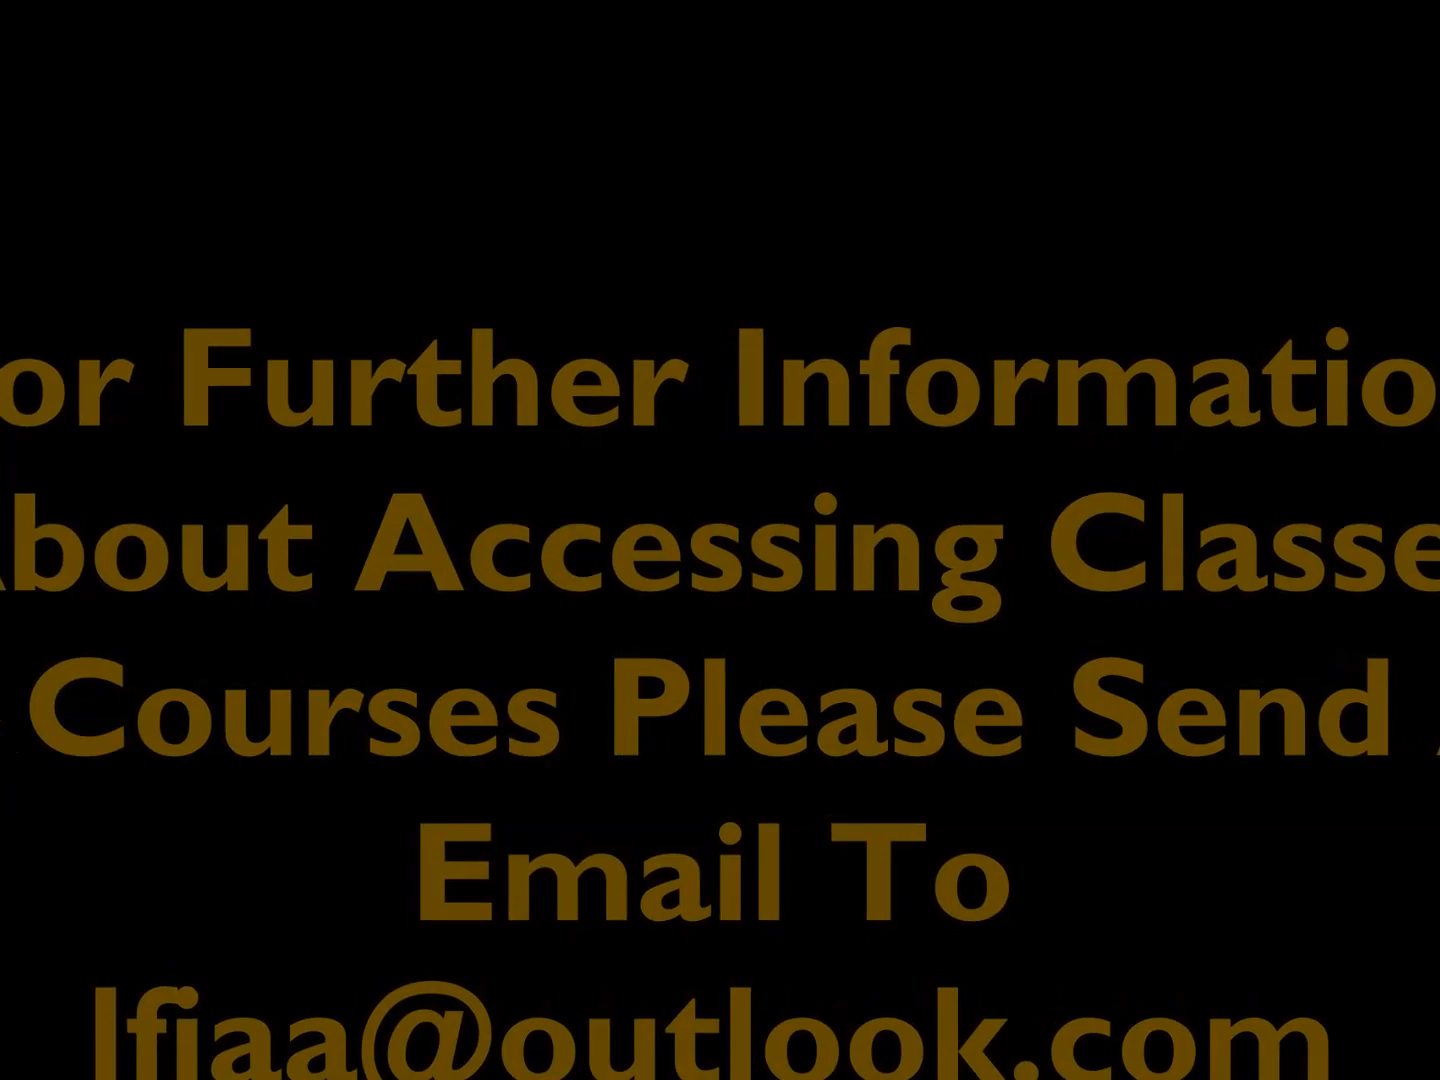 or Further Informatio
bout Accessing Classe
Courses Please Send
Email To
lfiaa@outlook.com